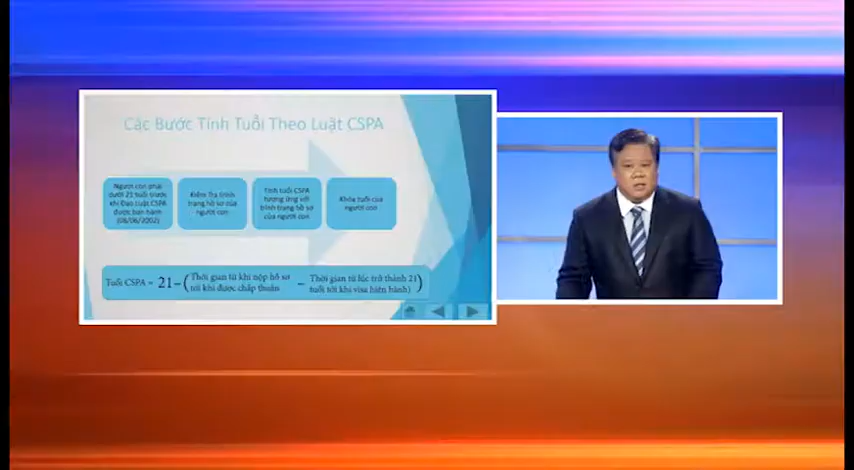 Các Bước Tính Tuổi Theo Luật CSPA
Người con phải
dưới 21 tuổi trước
khi Đạo Luật CSPA
được ban hành
(08/06/2002)
Kiểm Tra trình
trạng hồ sơ của
người con
Tính tuổi CSPA
tương ứng với
trình trạng hồ sơ
của người con
Khóa tuổi của
người con
Tuổi CSPA = 21−(Thời gian từ khi nộp hồ sơ
tới khi được chấp thuận − Thời gian từ lúc trở thành 21
tuổi tới khi visa hiện hành)